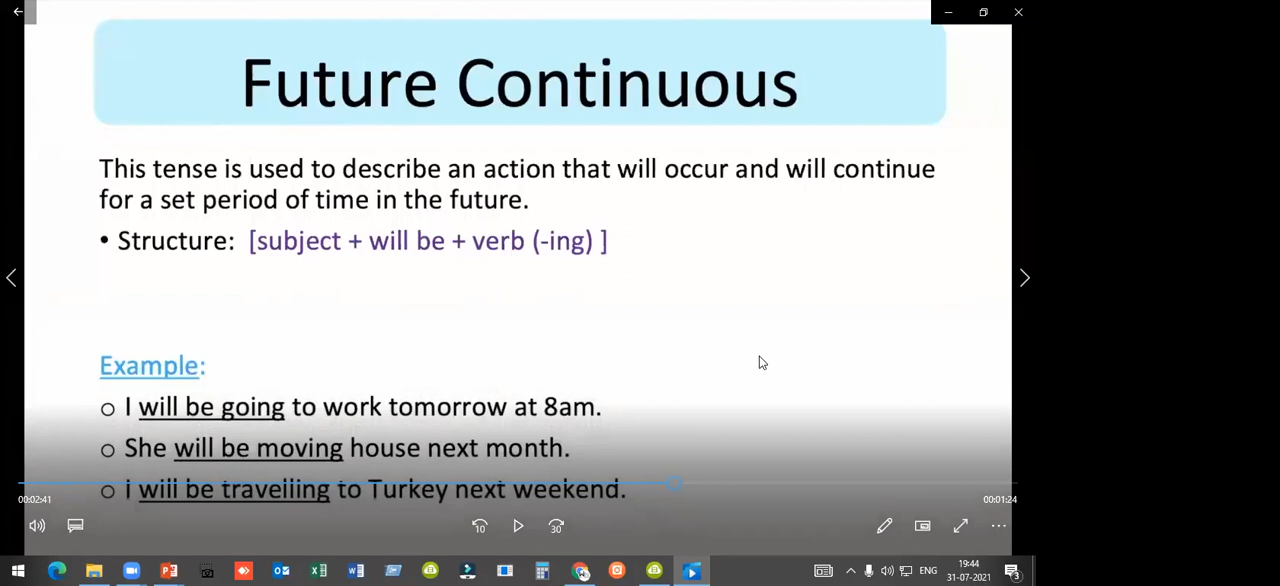 Future Continuous
This tense is used to describe an action that will occur and will continue
for a set period of time in the future.
• Structure: [subject + will be + verb (-ing) ]
Example:
o I will be going to work tomorrow at 8am.
o She will be moving house next month.
o I will be travelling to Turkey next weekend.
00:02:41
00:01:24
10
30
ENG
19:44
31-07-2021
3